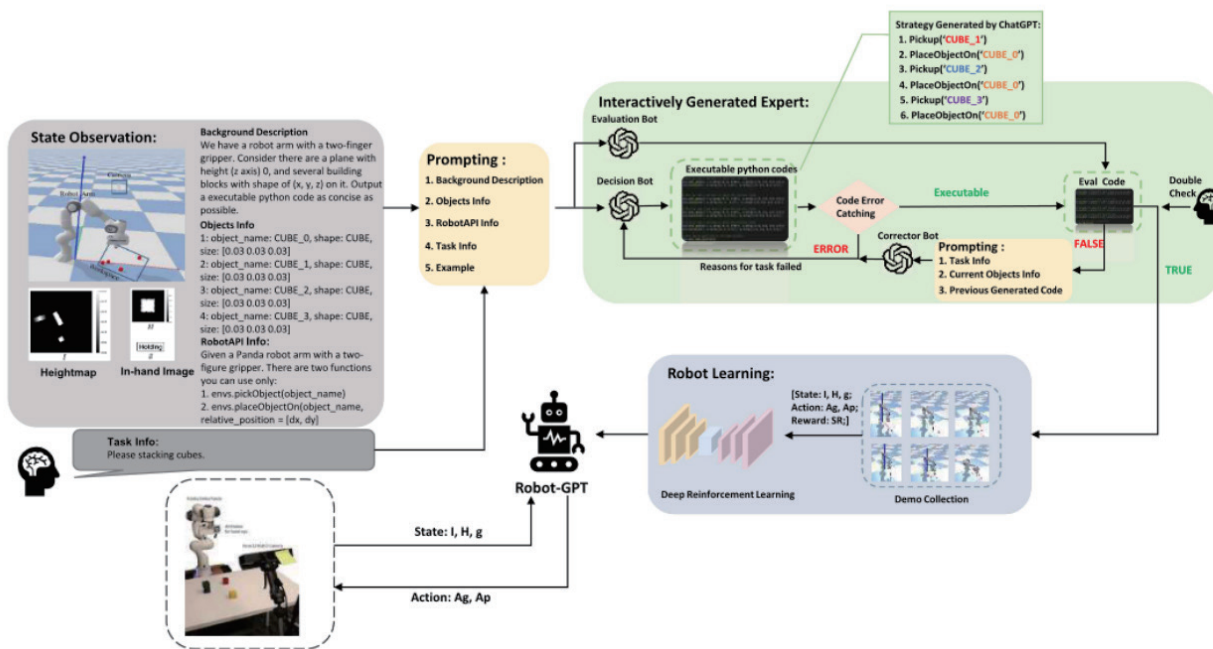 Strategy Generated by ChatGPT:
1. Pickup('CUBE_1')
2. PlaceObjectOn('CUBE_0')
3. Pickup('CUBE_2')
4. PlaceObjectOn('CUBE_0')
5. Pickup('CUBE_3')
6. PlaceObjectOn('CUBE_0')
Interactively Generated Expert:
Evaluation Bot
Decision Bot
Executable python codes
Code Error
Catching
Executable
Eval Code
Double
Check
ERROR
Corrector Bot
FALSE
TRUE
Reasons for task failed
Prompting :
1. Task Info
2. Current Objects Info
3. Previous Generated Code
State Observation:
Camera
Robot Arm
Workspace
Heightmap
I
In-hand Image
H
Holding
g
Background Description
We have a robot arm with a two-finger
gripper. Consider there are a plane with
height (z axis) 0, and several building
blocks with shape of (x, y, z) on it. Output
a executable python code as concise as
possible.
Objects Info
1: object_name: CUBE_0, shape: CUBE,
size: [0.03 0.03 0.03]
2: object_name: CUBE_1, shape: CUBE,
size: [0.03 0.03 0.03]
3: object_name: CUBE_2, shape: CUBE,
size: [0.03 0.03 0.03]
4: object_name: CUBE_3, shape: CUBE,
size: [0.03 0.03 0.03]
RobotAPI Info:
Given a Panda robot arm with a two-
figure gripper. There are two functions
you can use only:
1. envs.pickObject(object_name)
2. envs.placeObjectOn(object_name,
relative_position = [dx, dy]
Prompting :
1. Background Description
2. Objects Info
3. RobotAPI Info
4. Task Info
5. Example
Task Info:
Please stacking cubes.
Robot Learning:
[State: I, H, g;
Action: Ag, Ap;
Reward: SR;]
Deep Reinforcement Learning
Demo Collection
Robot-GPT
State: I, H, g
Action: Ag, Ap